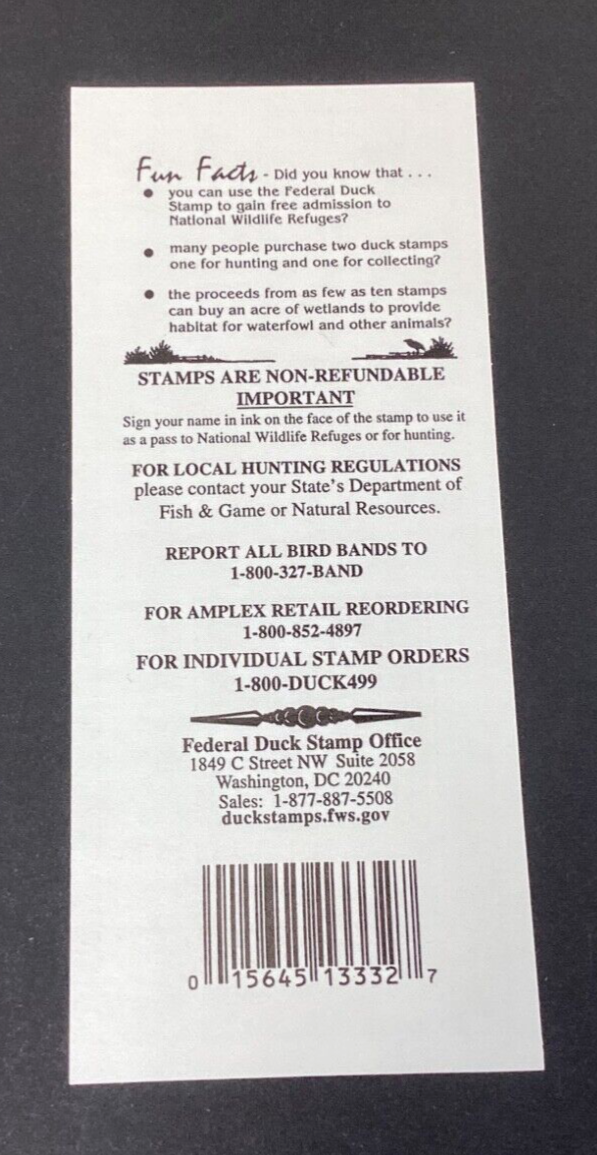 Fun Facts - Did you know that . . .
● you can use the Federal Duck
Stamp to gain free admission to
National Wildlife Refuges?
● many people purchase two duck stamps
one for hunting and one for collecting?
● the proceeds from as few as ten stamps
can buy an acre of wetlands to provide
habitat for waterfowl and other animals?
STAMPS ARE NON-REFUNDABLE
IMPORTANT
Sign your name in ink on the face of the stamp to use it
as a pass to National Wildlife Refuges or for hunting.
FOR LOCAL HUNTING REGULATIONS
please contact your State's Department of
Fish & Game or Natural Resources.
REPORT ALL BIRD BANDS TO
1-800-327-BAND
FOR AMPLEX RETAIL REORDERING
1-800-852-4897
FOR INDIVIDUAL STAMP ORDERS
1-800-DUCK499
Federal Duck Stamp Office
1849 C Street NW Suite 2058
Washington, DC 20240
Sales: 1-877-887-5508
duckstamps.fws.gov
0 15645 13332 7